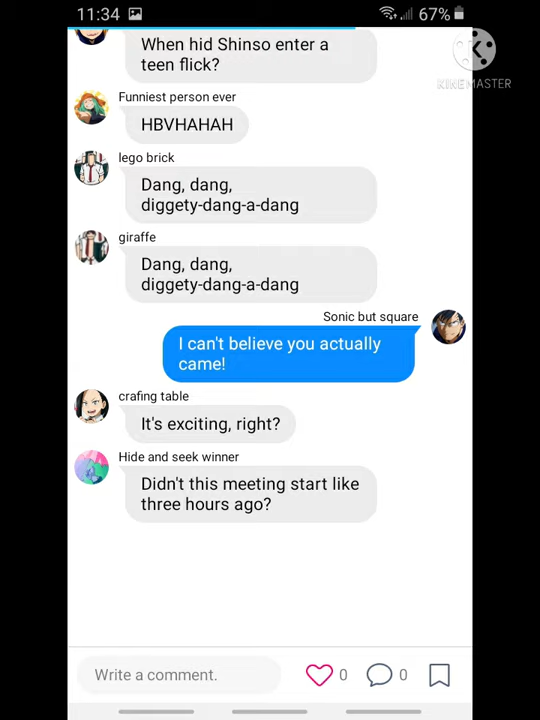 11:34
67%
KINEMASTER
When hid Shinso enter a
teen flick?
Funniest person ever
HBVHAHAH
lego brick
Dang, dang,
diggety-dang-a-dang
giraffe
Dang, dang,
diggety-dang-a-dang
Sonic but square
I can't believe you actually
came!
crafing table
It's exciting, right?
Hide and seek winner
Didn't this meeting start like
three hours ago?
Write a comment. 0 0